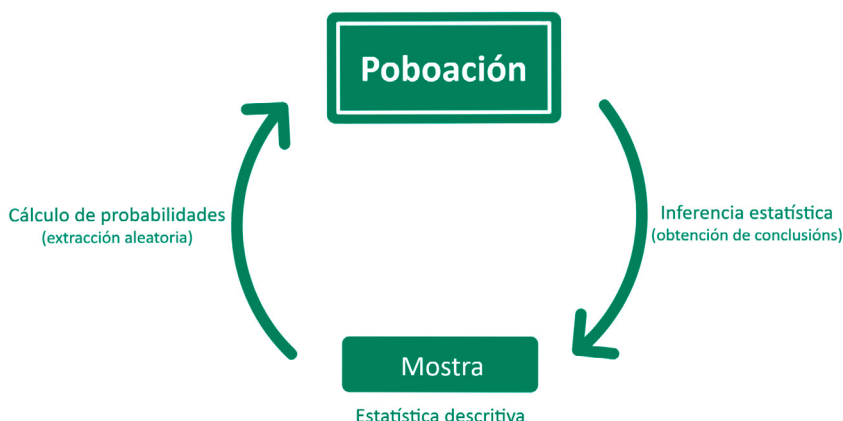 Poboación
Cálculo de probabilidades
(extracción aleatoria)
Inferencia estatística
(obtención de conclusións)
Mostra
Estatística descritiva